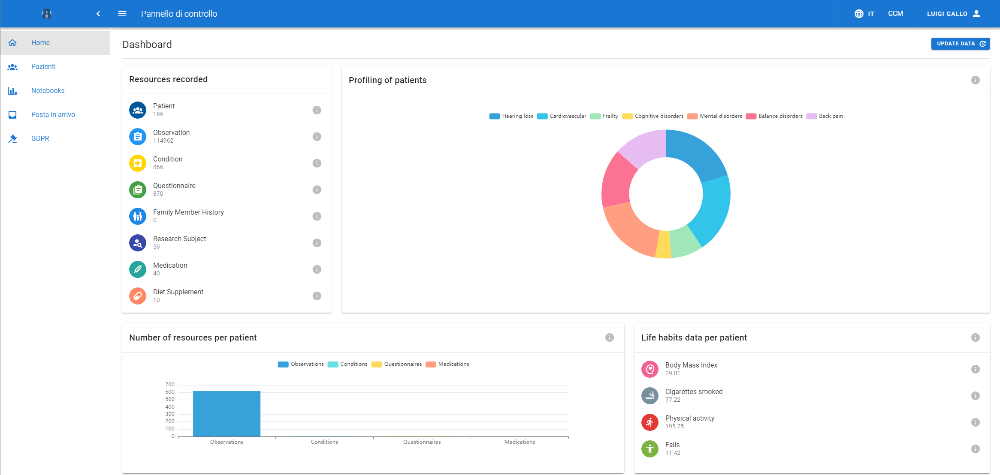 Pannello di controllo
IT
CCM
LUIGI GALLO
Home
Pazienti
Notebooks
Posta in arrivo
GDPR
Dashboard
UPDATE DATA
Resources recorded
Patient
186
Observation
114962
Condition
866
Questionnaire
870
Family Member History
0
Research Subject
59
Medication
40
Diet Supplement
10
Profiling of patients
Hearing loss Cardiovascular Frailty Cognitive disorders Mental disorders Balance disorders Back pain
Number of resources per patient
Observations Conditions Questionnaires Medications
700
600
500
400
300
200
100
0
Observations Conditions Questionnaires Medications
Life habits data per patient
Body Mass Index
29.01
Cigarettes smoked
77.22
Physical activity
195.75
Falls
11.42